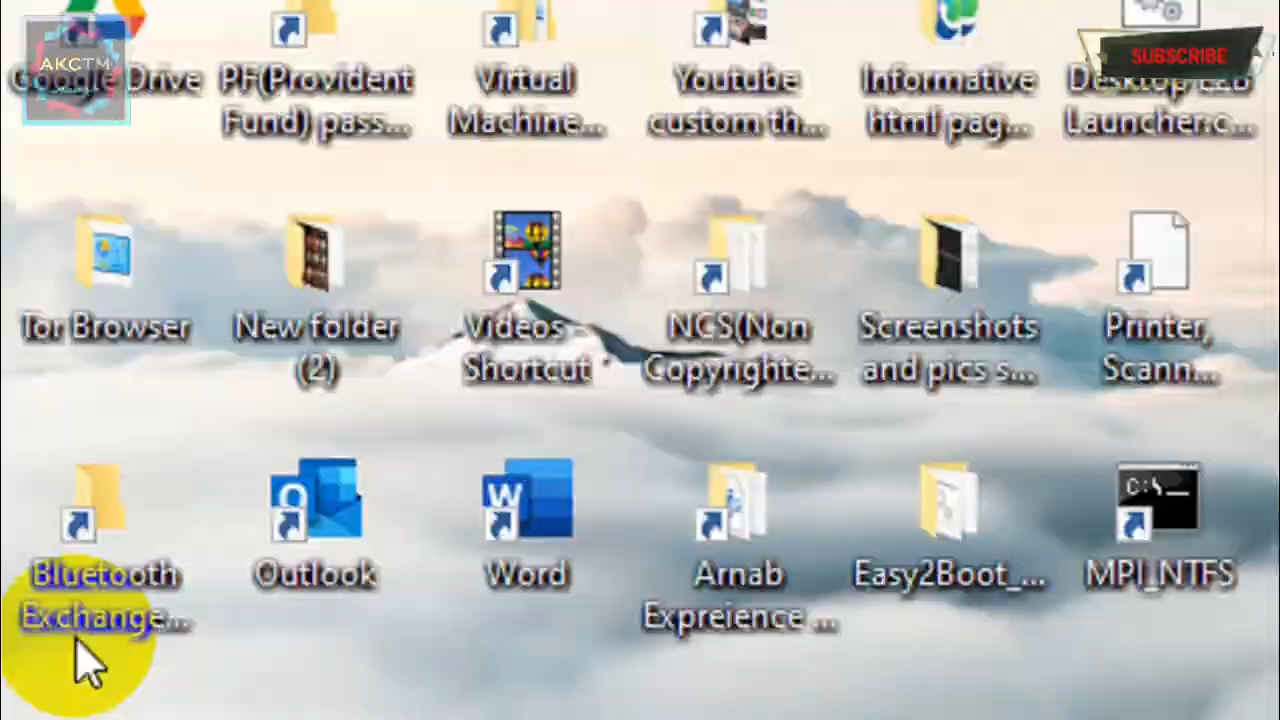 AKCTM
SUBSCRIBE
Google Drive
PF(Provident
Fund) pass...
Virtual
Machine...
Youtube
custom th...
Informative
html pag...
Desktop
Launcher.c...
Tor Browser
New folder
(2)
Videos -
Shortcut
NCS(Non
Copyrighte...
Screenshots
and pics s...
Printer,
Scann...
Bluetooth
Exchange...
O
Outlook
W
Word
Arnab
Expreience ...
Easy2Boot_...
C:\_
MPI_NTFS